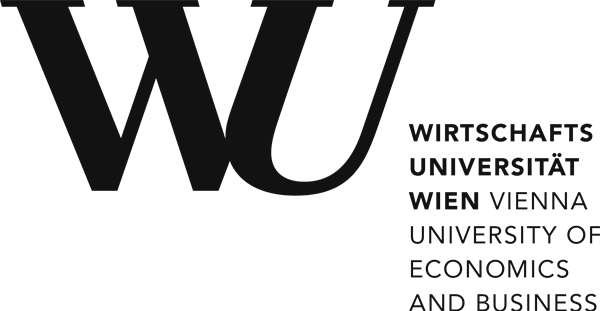 WU
WIRTSCHAFTS
UNIVERSITÄT
WIEN VIENNA
UNIVERSITY OF
ECONOMICS
AND BUSINESS